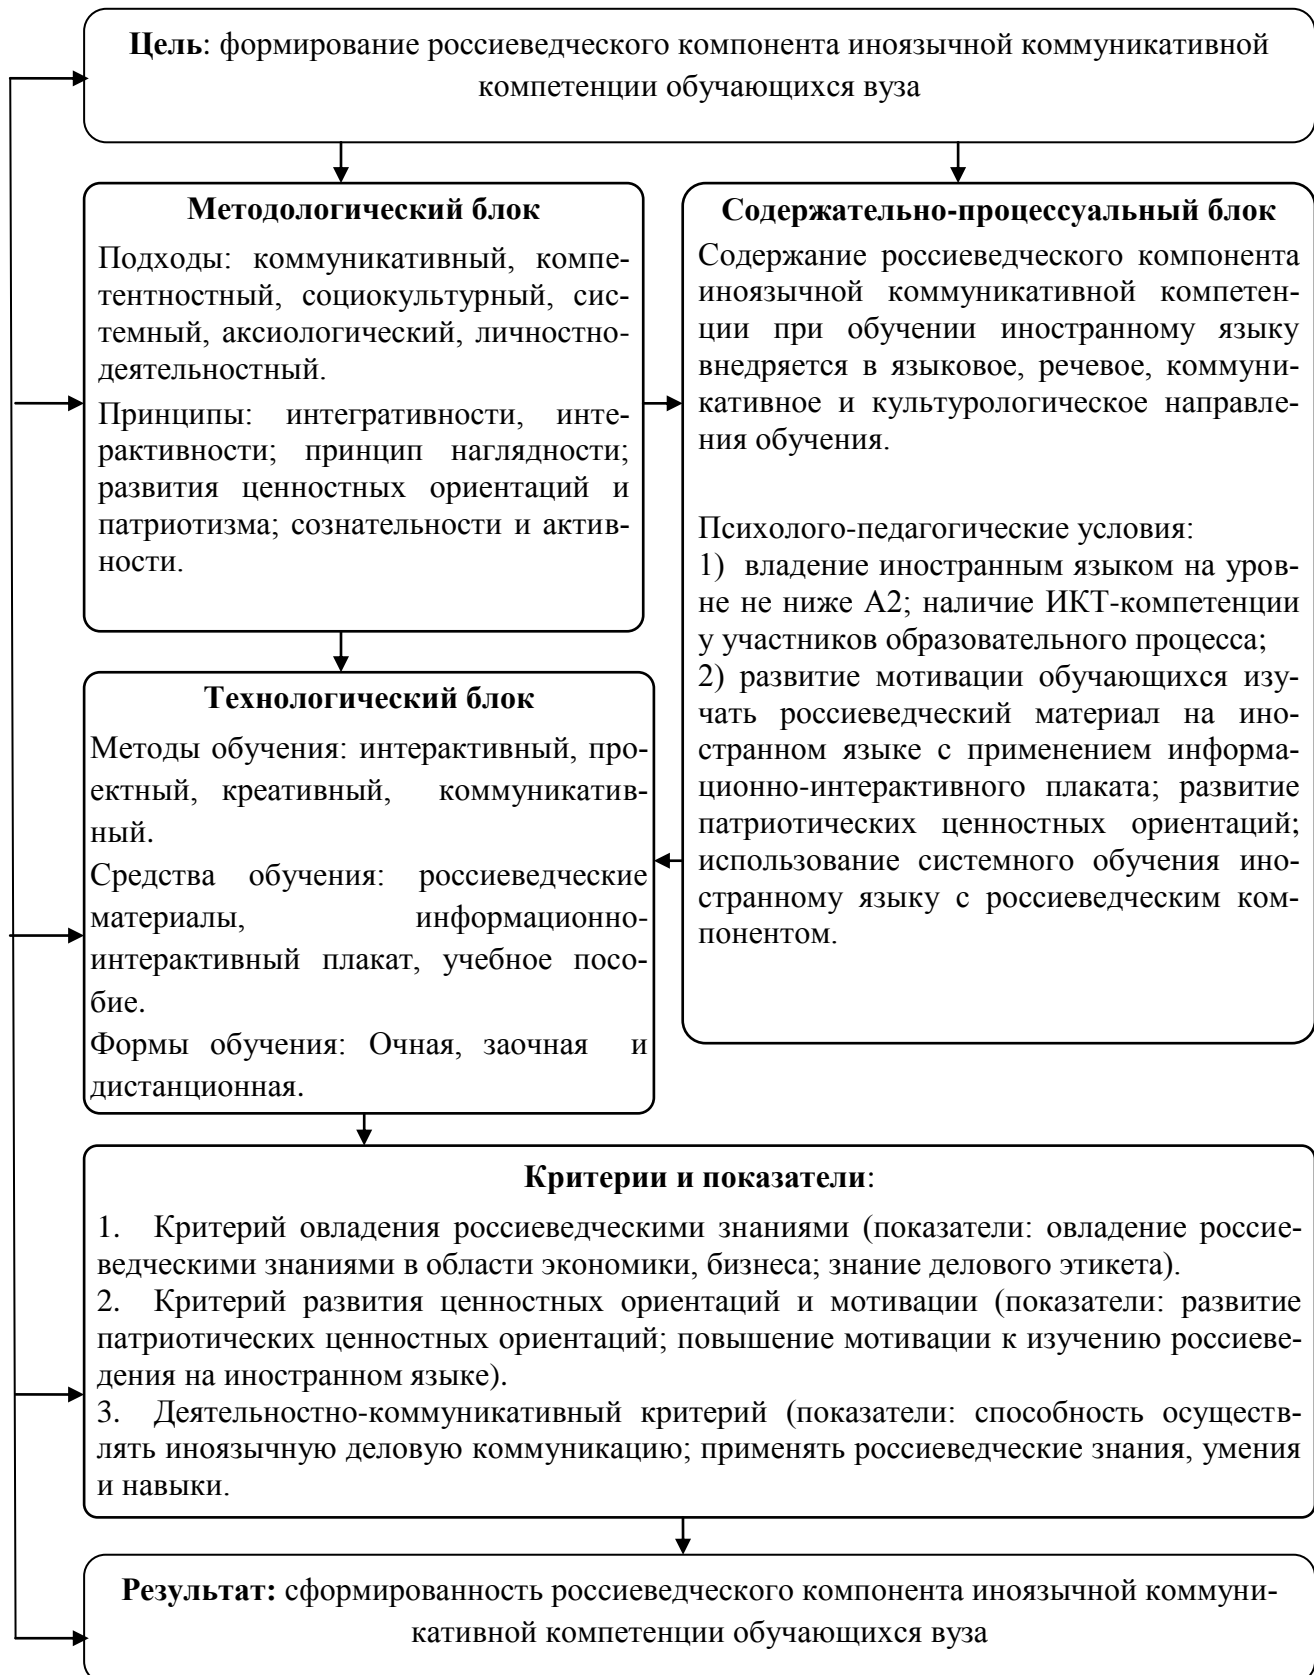 Цель: формирование россиеведческого компонента иноязычной коммуникативной
компетенции обучающихся вуза
Методологический блок
Подходы: коммуникативный, компе-
тентностный, социокультурный, сис-
темный, аксиологический, личностно-
деятельностный.
Принципы: интегративности, инте-
рактивности; принцип наглядности;
развития ценностных ориентаций и
патриотизма; сознательности и актив-
ности.
Содержательно-процессуальный блок
Содержание россиеведческого компонента
иноязычной коммуникативной компетен-
ции при обучении иностранному языку
внедряется в языковое, речевое, коммуни-
кативное и культурологическое направле-
ния обучения.
Психолого-педагогические условия:
1) владение иностранным языком на уров-
не не ниже А2; наличие ИКТ-компетенции
у участников образовательного процесса;
2) развитие мотивации обучающихся изу-
чать россиеведческий материал на ино-
странном языке с применением информа-
ционно-интерактивного плаката; развитие
патриотических ценностных ориентаций;
использование системного обучения ино-
странному языку с россиеведческим ком-
понентом.
Технологический блок
Методы обучения: интерактивный, про-
ектный, креативный, коммуникатив-
ный.
Средства обучения: россиеведческие
материалы, информационно-
интерактивный плакат, учебное посо-
бие.
Формы обучения: Очная, заочная и
дистанционная.
Критерии и показатели:
1. Критерий овладения россиеведческими знаниями (показатели: овладение россие-
ведческими знаниями в области экономики, бизнеса; знание делового этикета).
2. Критерий развития ценностных ориентаций и мотивации (показатели: развитие
патриотических ценностных ориентаций; повышение мотивации к изучению россиеве-
дения на иностранном языке).
3. Деятельностно-коммуникативный критерий (показатели: способность осуществ-
лять иноязычную деловую коммуникацию; применять россиеведческие знания, умения
и навыки.
Результат: сформированность россиеведческого компонента иноязычной коммуни-
кативной компетенции обучающихся вуза